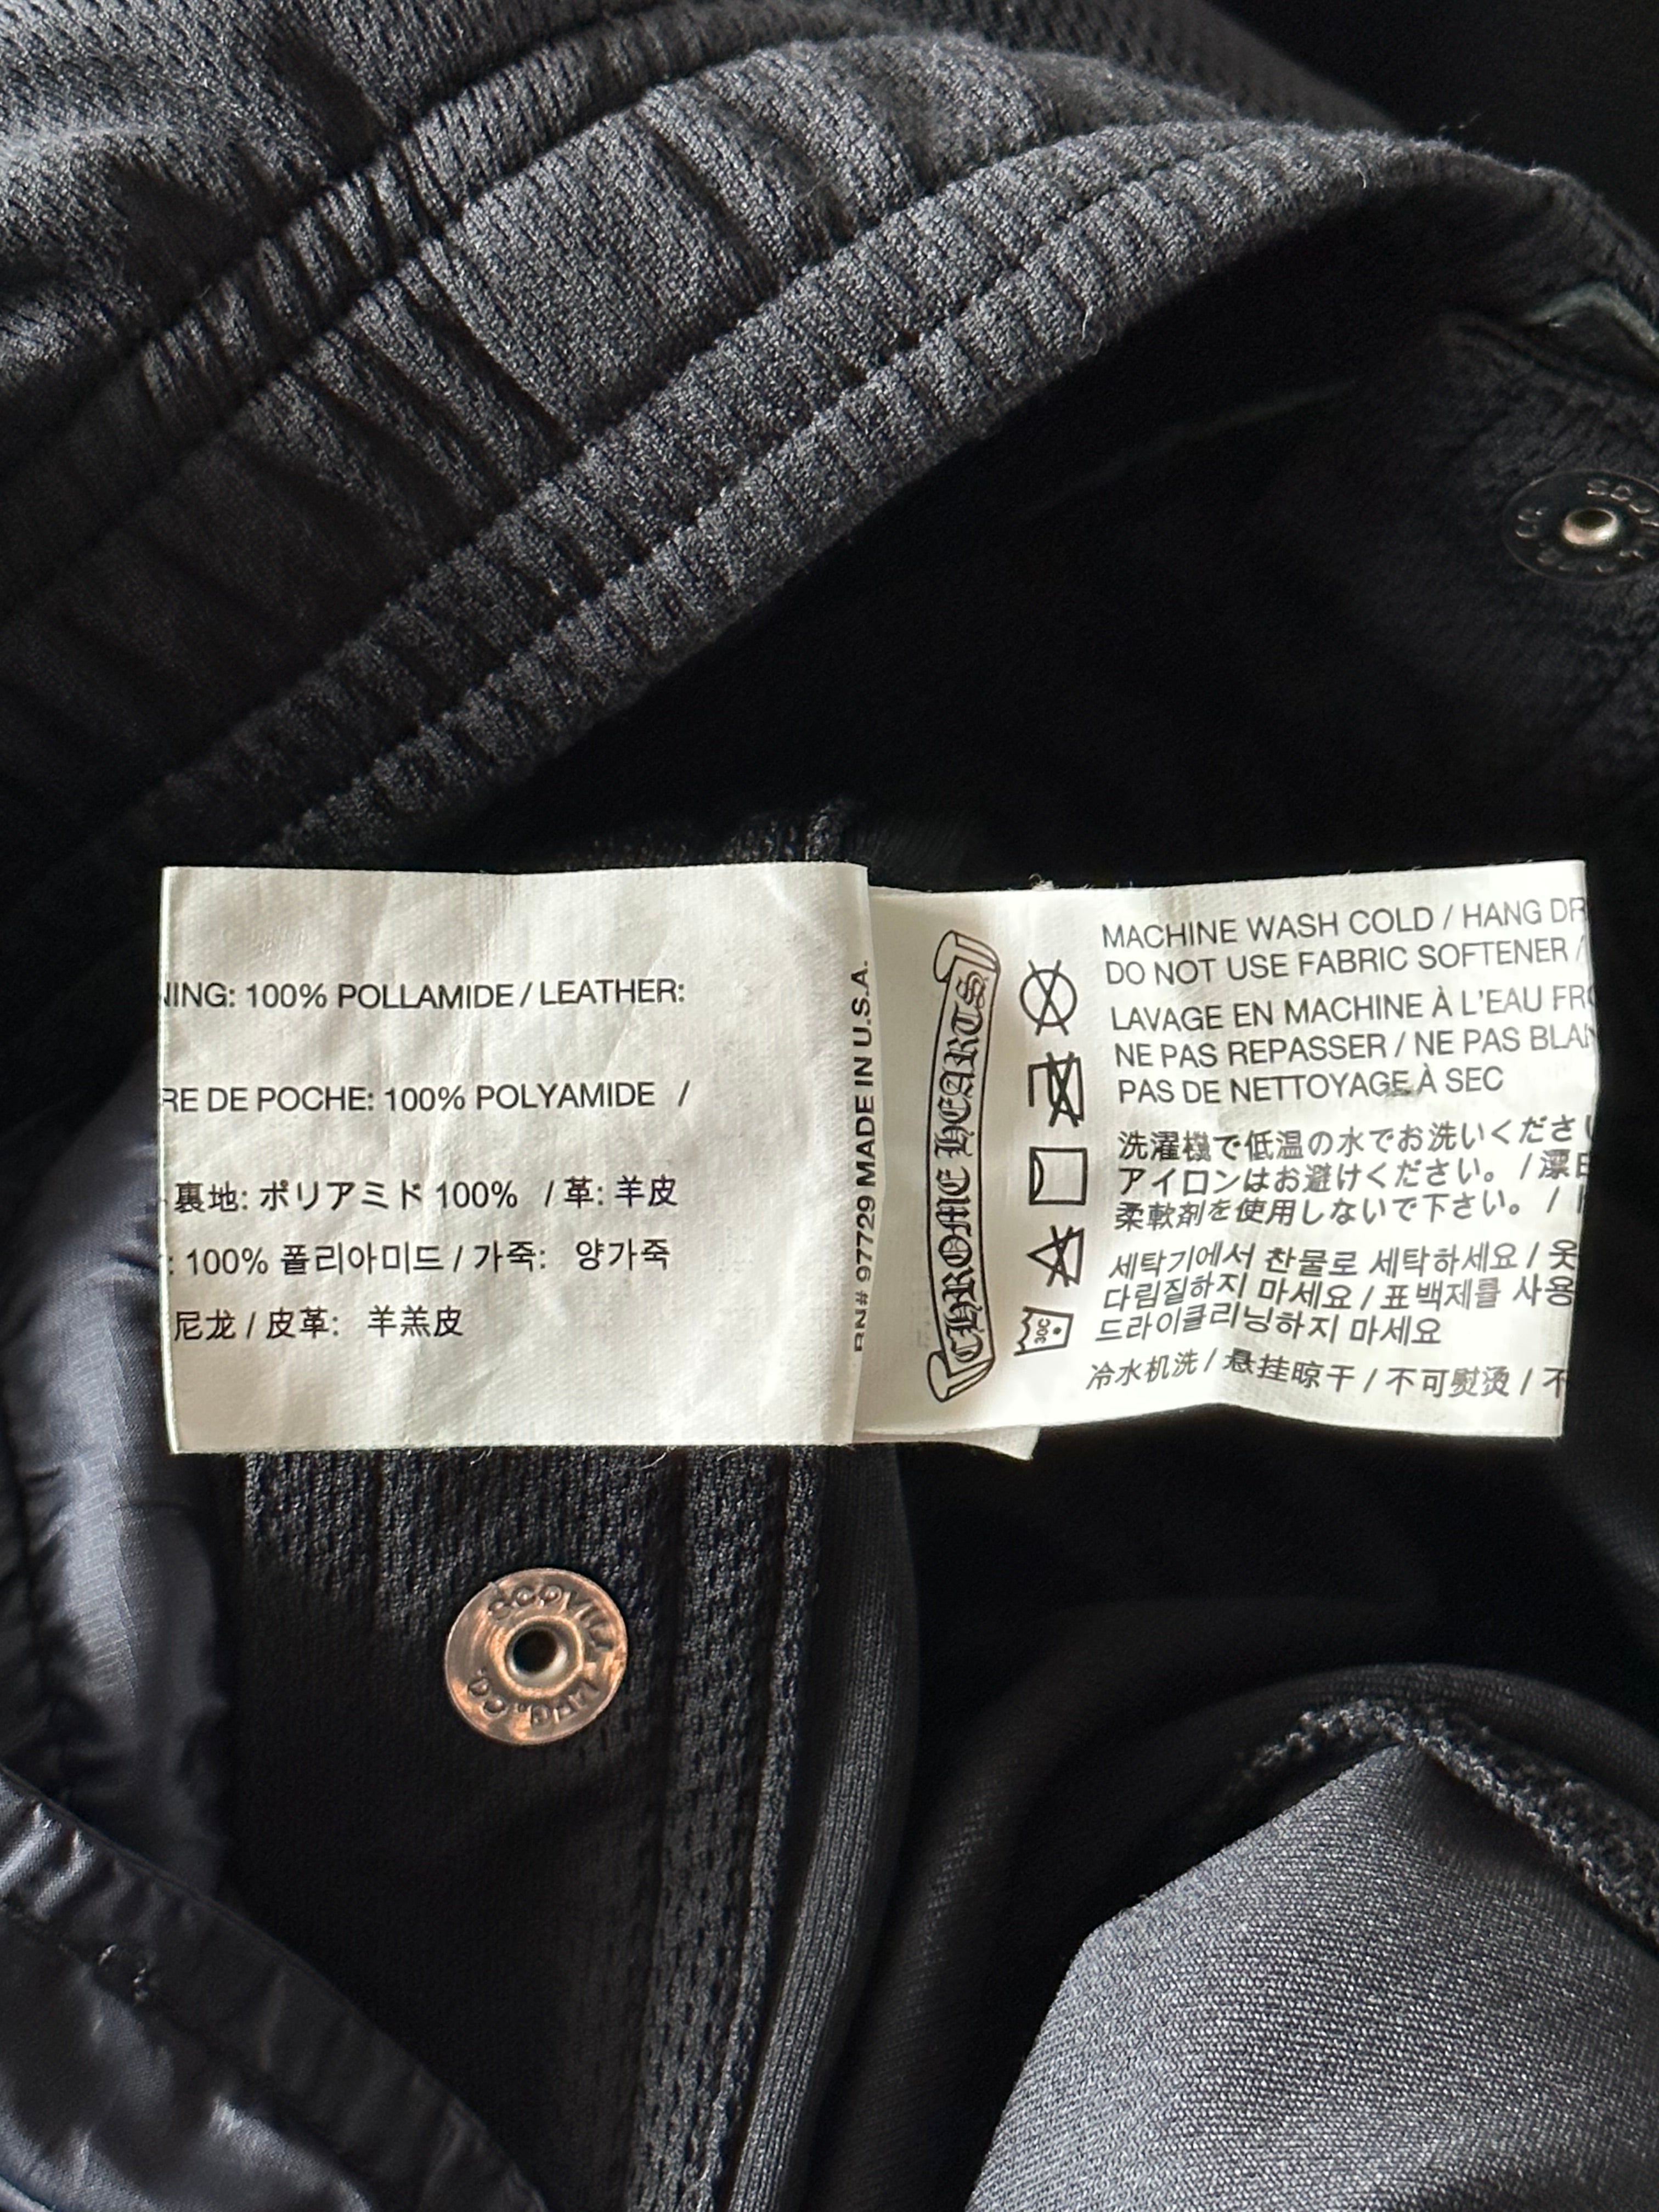 100% POLLAMIDE / LEATHER:
DE POCHE: 100% POLYAMIDE /
裏地: ポリアミド 100% / 革: 羊皮
: 100% 폴리아미드 / 가죽: 양가죽
尼龙 / 皮革: 羊羔皮
RN# 97729 MADE IN U.S.A.
CHROME HEARTS
30C
MACHINE WASH COLD / HANG
DO NOT USE FABRIC SOFTENER /
LAVAGE EN MACHINE À L'EAU
NE PAS REPASSER / NE PAS
PAS DE NETTOYAGE À SEC
洗濯機で低温の水でお洗いくださ
アイロンはお避けください。 / 漂
柔軟剤を使用しないで下さい。 /
세탁기에서 찬물로 세탁하세요 / 옷
다림질하지 마세요 / 표백제를 사용
드라이클리닝하지 마세요
冷水机洗 / 悬挂晾干 / 不可熨烫 / 不
SCOVILL MFG. CO.